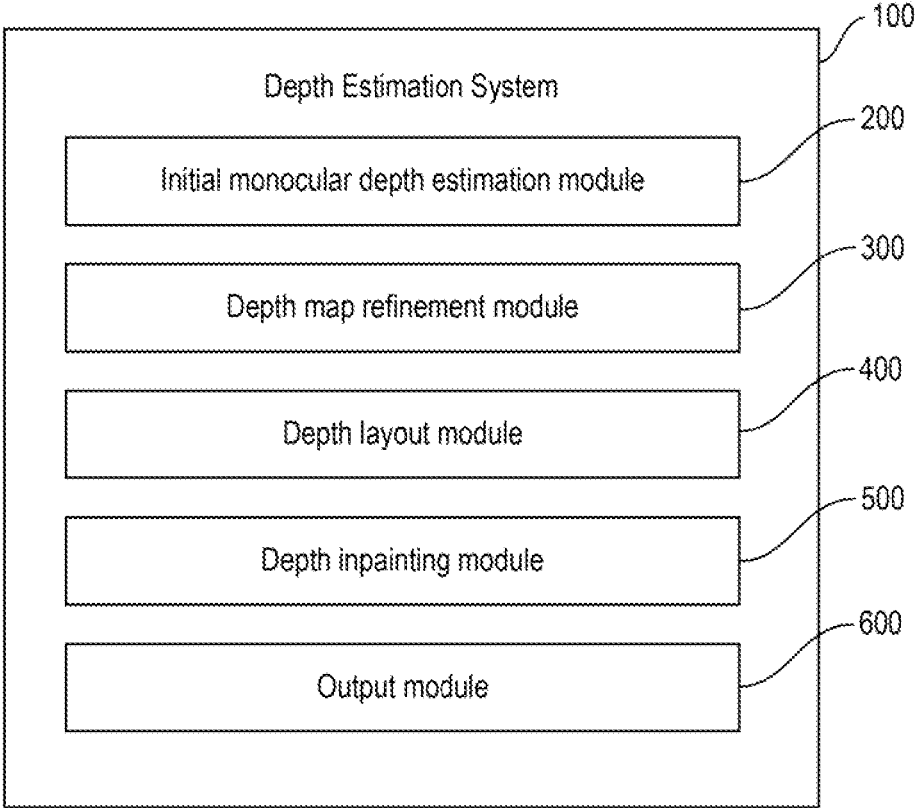 100
Depth Estimation System
200
Initial monocular depth estimation module
300
Depth map refinement module
400
Depth layout module
500
Depth inpainting module
600
Output module